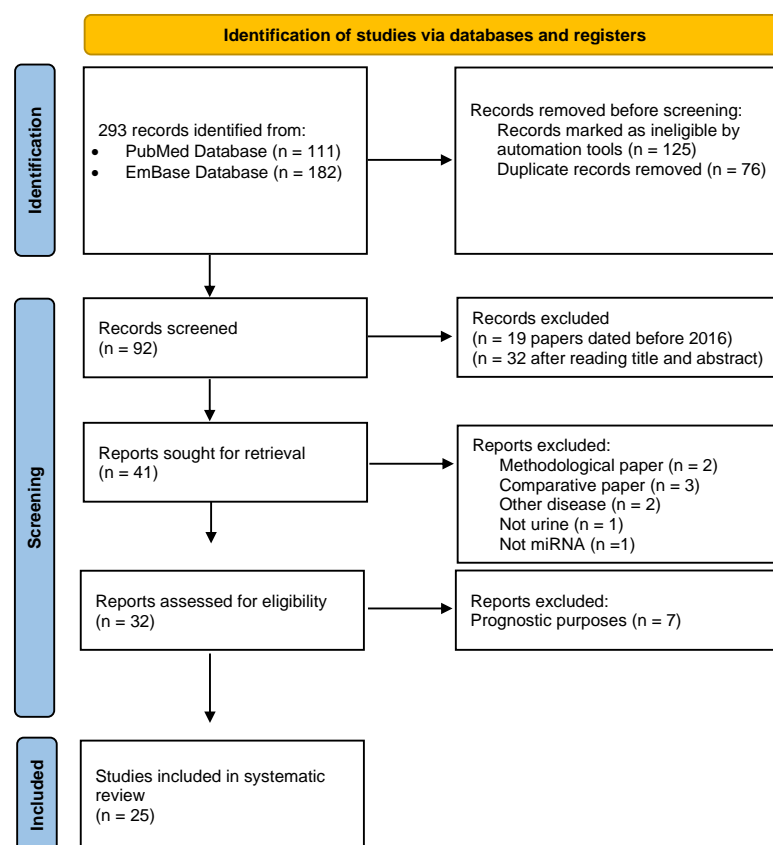 Identification of studies via databases and registers
Identification
293 records identified from:
• PubMed Database (n = 111)
• EmBase Database (n = 182)
Records removed before screening:
Records marked as ineligible by
automation tools (n = 125)
Duplicate records removed (n = 76)
Screening
Records screened
(n = 92)
Records excluded
(n = 19 papers dated before 2016)
(n = 32 after reading title and abstract)
Reports sought for retrieval
(n = 41)
Reports excluded:
Methodological paper (n = 2)
Comparative paper (n = 3)
Other disease (n = 2)
Not urine (n = 1)
Not miRNA (n =1)
Reports assessed for eligibility
(n = 32)
Reports excluded:
Prognostic purposes (n = 7)
Included
Studies included in systematic
review
(n = 25)